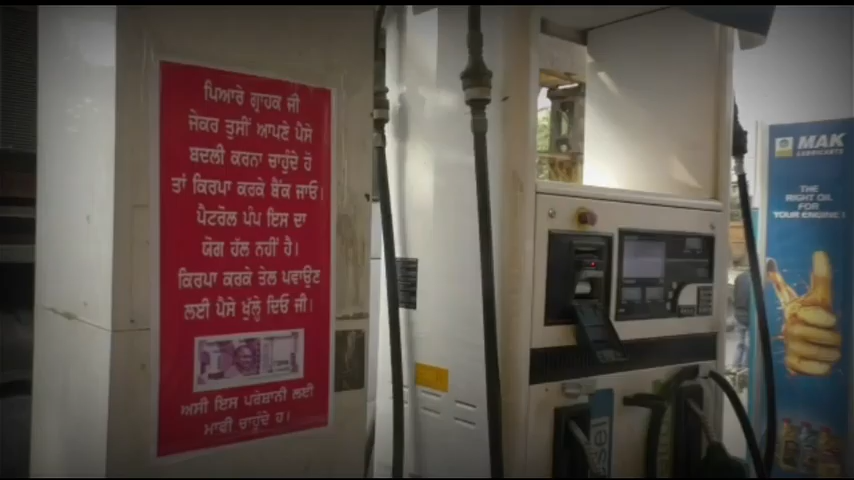 ਪਿਆਰੇ ਗ੍ਰਾਹਕ ਜੀ
ਜੇਕਰ ਤੁਸੀਂ ਆਪਣੇ ਪੈਸੇ
ਬਦਲੀ ਕਰਨਾ ਚਾਹੁੰਦੇ ਹੋ
ਤਾਂ ਕਿਰਪਾ ਕਰਕੇ ਬੈਂਕ ਜਾਓ।
ਪੈਟਰੋਲ ਪੰਪ ਇਸ ਦਾ
ਯੋਗ ਹੱਲ ਨਹੀਂ ਹੈ।
ਕਿਰਪਾ ਕਰਕੇ ਤੇਲ ਪਵਾਉਣ
ਲਈ ਪੈਸੇ ਖੁੱਲ੍ਹੇ ਦਿਓ ਜੀ।
ਅਸੀ ਇਸ ਪਰੇਸ਼ਾਨੀ ਲਈ
ਮਾਫੀ ਚਾਹੁੰਦੇ ਹਾਂ।
MAK
LUBRICANTS
THE
RIGHT OIL
FOR
YOUR ENGINE!